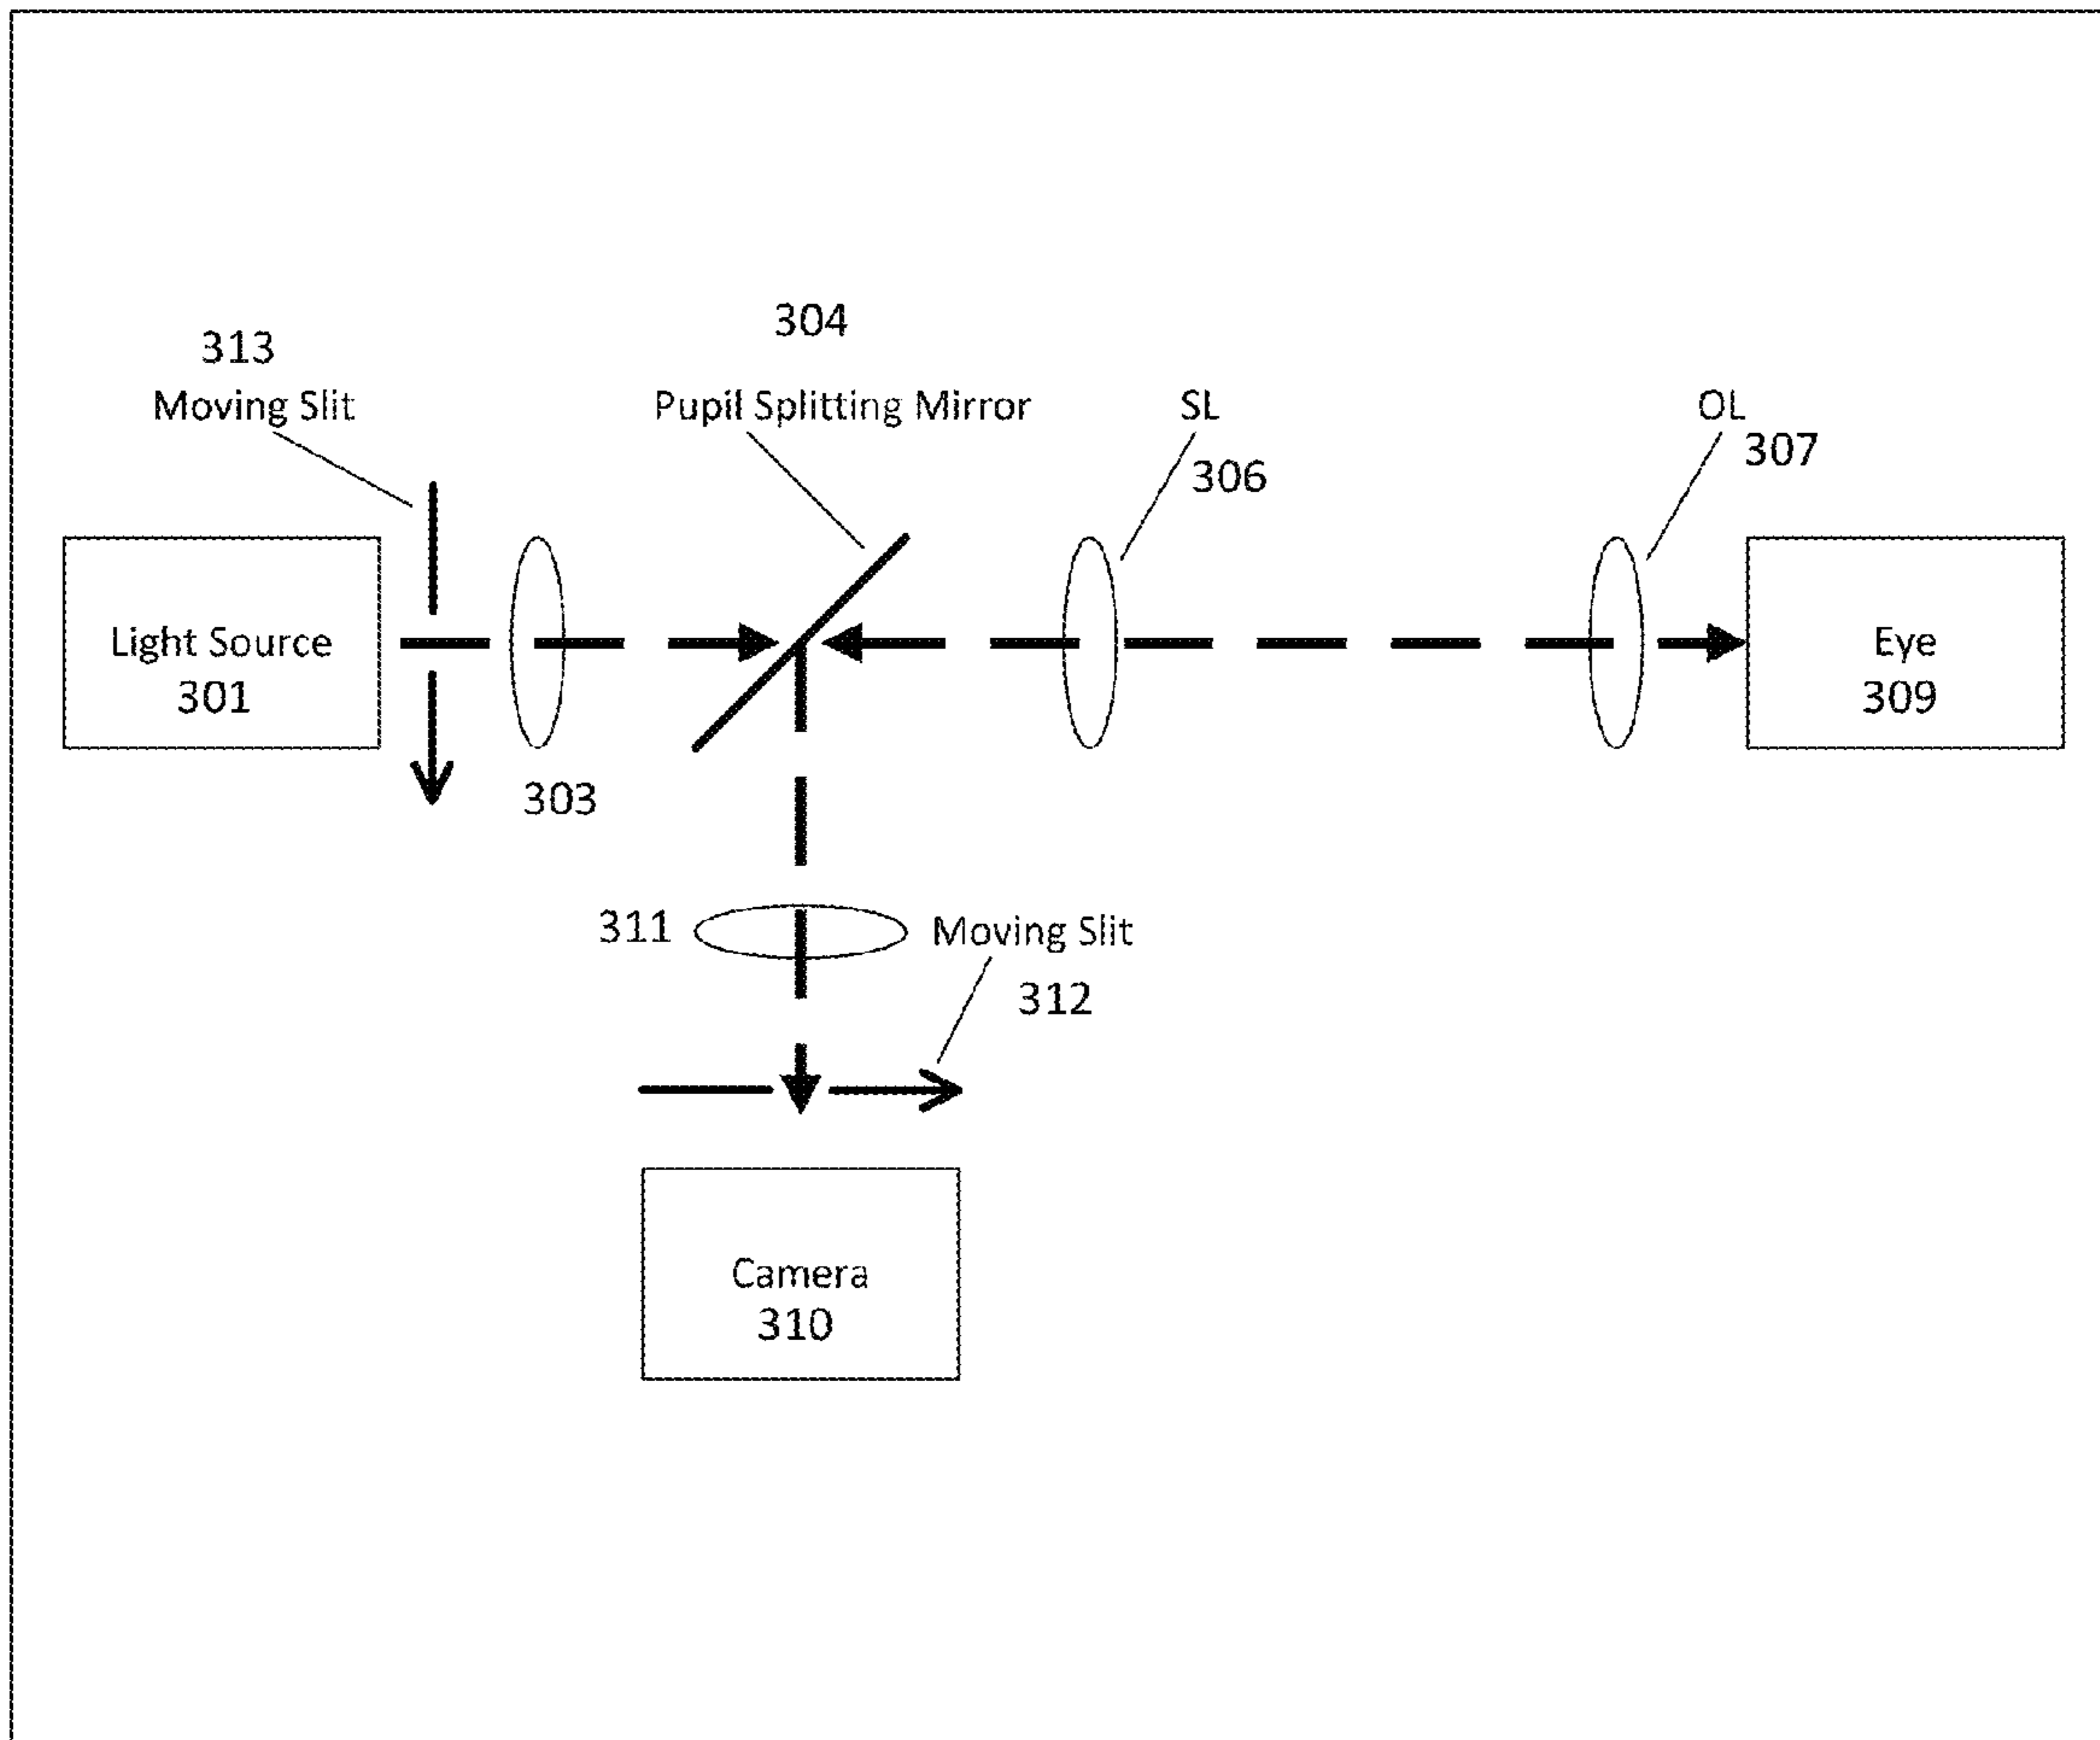 304
313
Moving Slit
Pupil Splitting Mirror
SL
306
OL
307
Light Source
301
Eye
309
303
311
Moving Slit
312
Camera
310